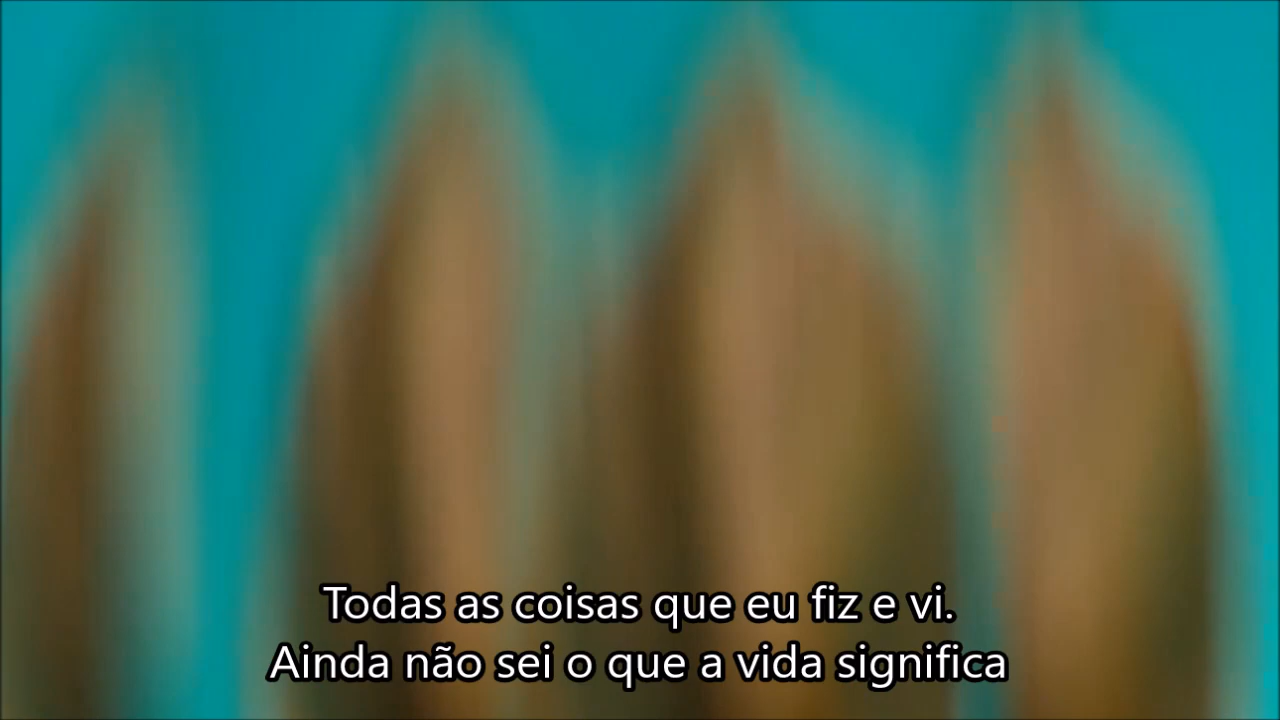 Todas as coisas que eu fiz e vi.
Ainda não sei o que a vida significa